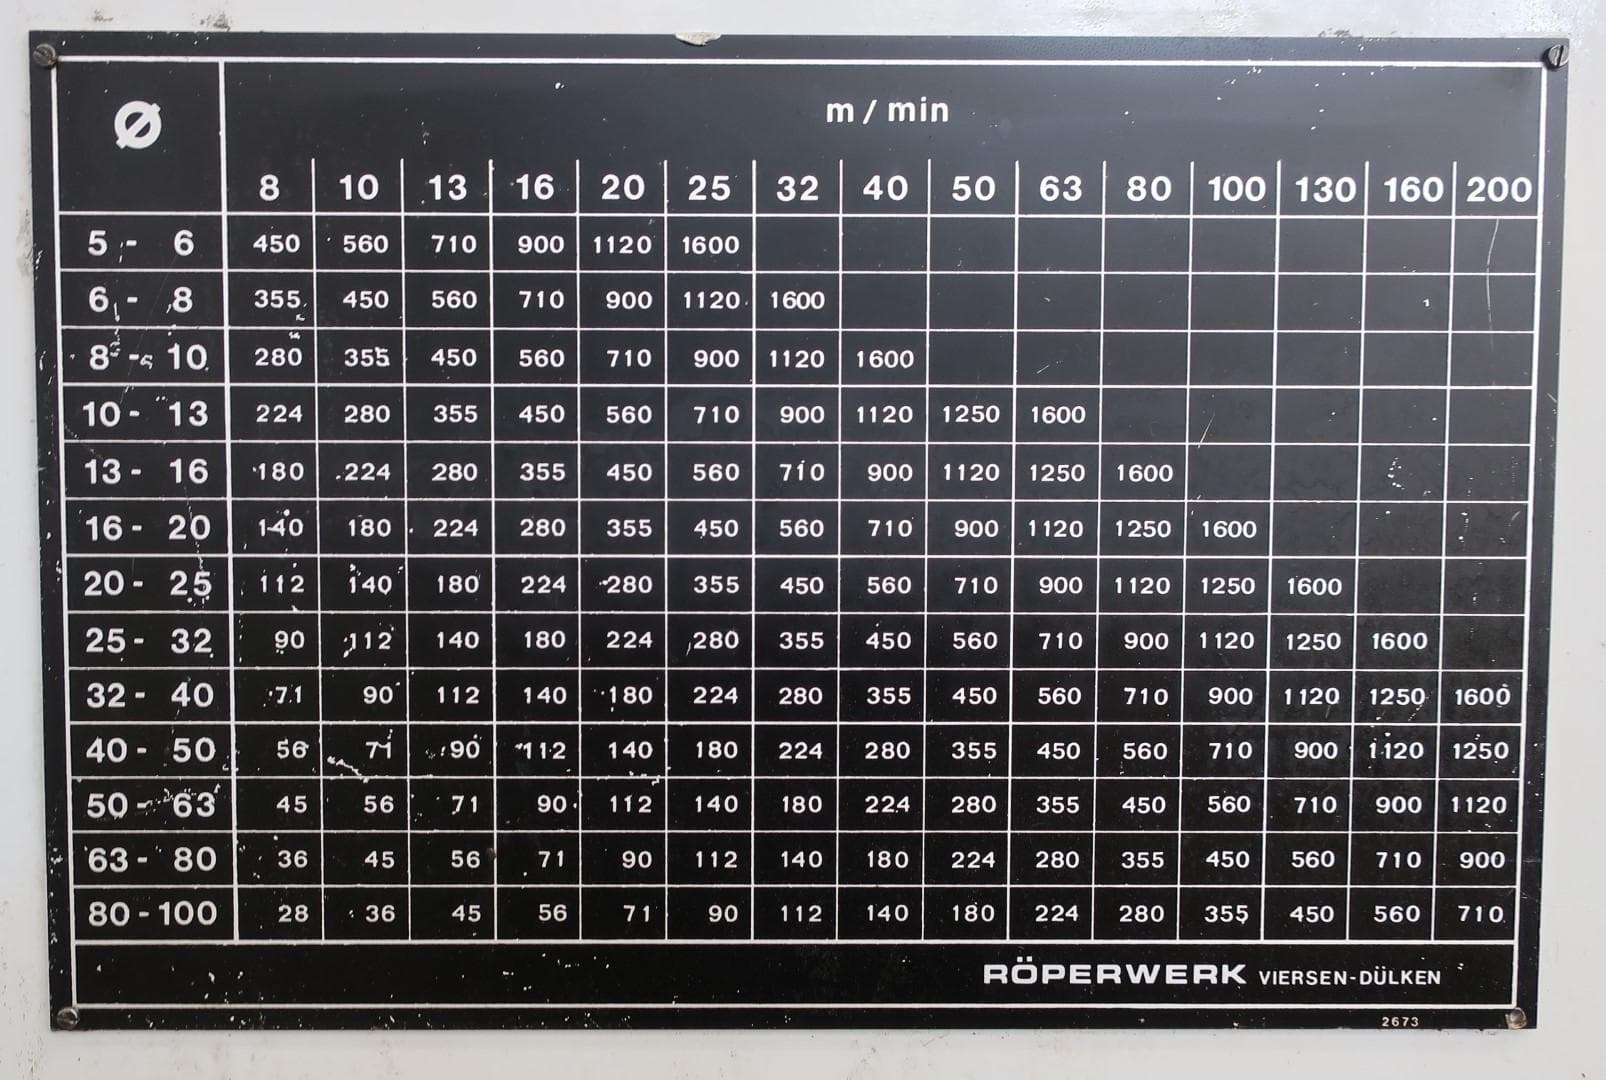 Ø m / min
8 10 13 16 20 25 32 40 50 63 80 100 130 160 200
5 - 6 450 560 710 900 1120 1600
6 - 8 355 450 560 710 900 1120 1600
8 - 10 280 355 450 560 710 900 1120 1600
10 - 13 224 280 355 450 560 710 900 1120 1250 1600
13 - 16 180 224 280 355 450 560 710 900 1120 1250 1600
16 - 20 140 180 224 280 355 450 560 710 900 1120 1250 1600
20 - 25 112 140 180 224 280 355 450 560 710 900 1120 1250 1600
25 - 32 90 112 140 180 224 280 355 450 560 710 900 1120 1250 1600
32 - 40 71 90 112 140 180 224 280 355 450 560 710 900 1120 1250 1600
40 - 50 56 71 90 112 140 180 224 280 355 450 560 710 900 1120 1250
50 - 63 45 56 71 90 112 140 180 224 280 355 450 560 710 900 1120
63 - 80 36 45 56 71 90 112 140 180 224 280 355 450 560 710 900
80 - 100 28 36 45 56 71 90 112 140 180 224 280 355 450 560 710
RÖPERWERK VIERSEN-DÜLKEN
2673